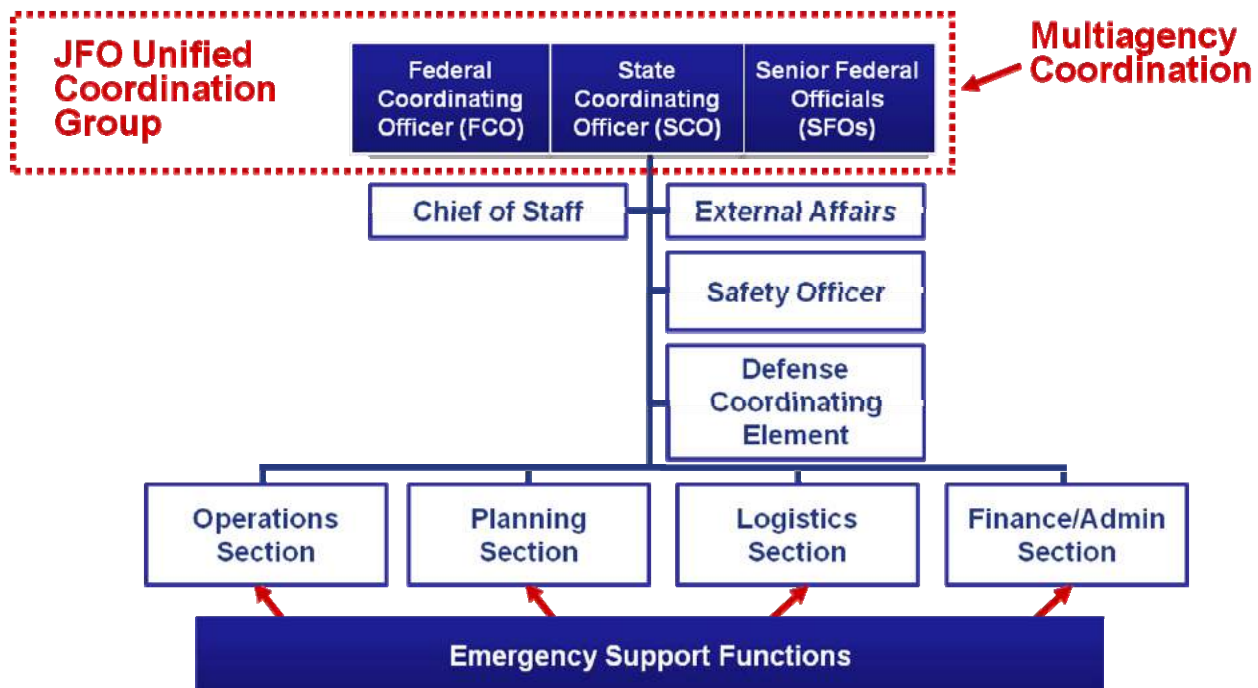 JFO Unified
Coordination
Group
Federal
Coordinating
Officer (FCO)
State
Coordinating
Officer (SCO)
Senior Federal
Officials
(SFOs)
Multiagency
Coordination
Chief of Staff
External Affairs
Safety Officer
Defense
Coordinating
Element
Operations
Section
Planning
Section
Logistics
Section
Finance/Admin
Section
Emergency Support Functions